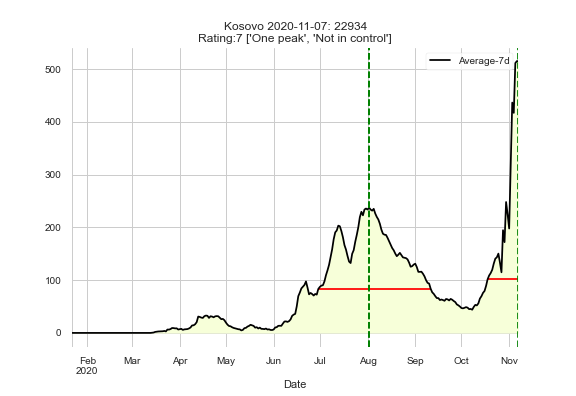 Kosovo 2020-11-07: 22934
Rating:7 ['One peak', 'Not in control']
Average-7d
500
400
300
200
100
0
Feb Mar Apr May Jun Jul Aug Sep Oct Nov
2020
Date